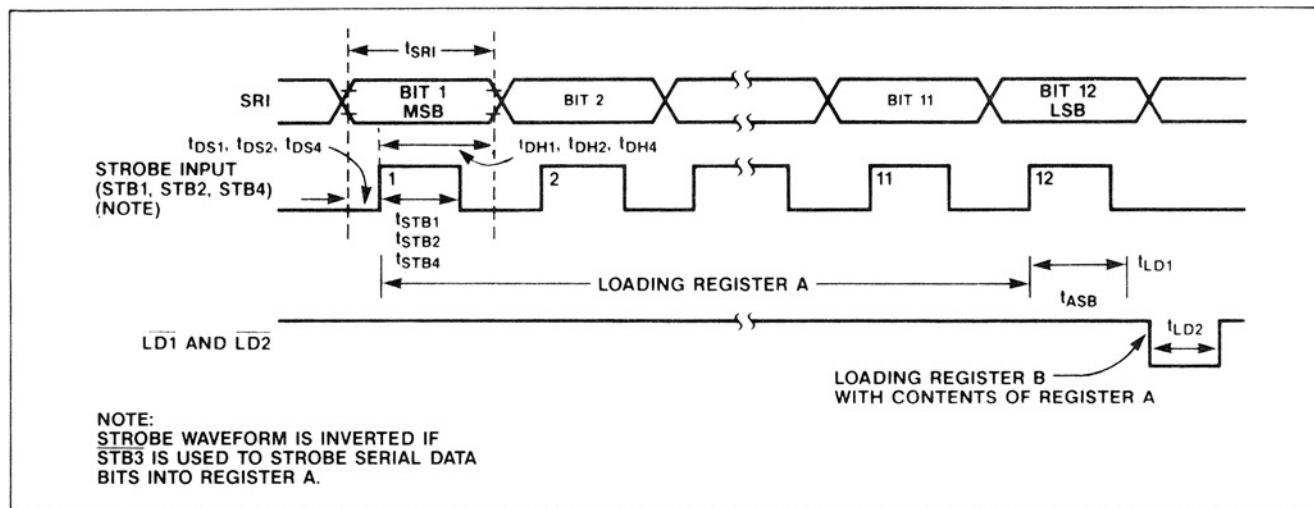 tSRI
SRI
BIT 1
MSB
BIT 2
BIT 11
BIT 12
LSB
tDS1, tDS2, tDS4
tDH1, tDH2, tDH4
STROBE INPUT
(STB1, STB2, STB4)
(NOTE)
1
2
11
12
tSTB1
tSTB2
tSTB4
LOADING REGISTER A
tLD1
tASB
LD1 AND LD2
tLD2
LOADING REGISTER B
WITH CONTENTS OF REGISTER A
NOTE:
STROBE WAVEFORM IS INVERTED IF
STB3 IS USED TO STROBE SERIAL DATA
BITS INTO REGISTER A.